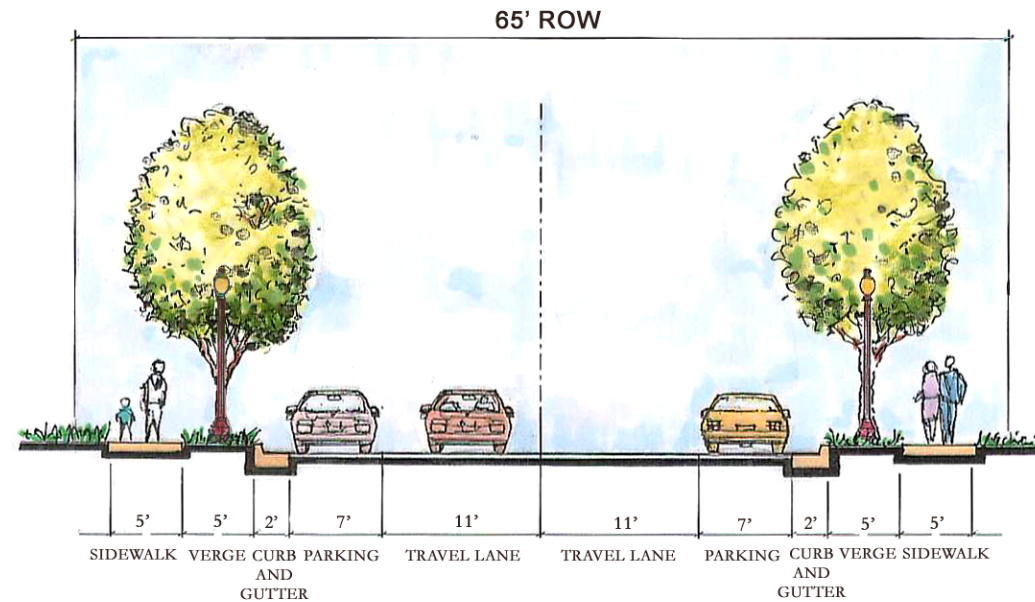 65’ ROW
5’ 5’ 2’ 7’ 11’ 11’ 7’ 2’ 5’ 5’
SIDEWALK VERGE CURB PARKING TRAVEL LANE TRAVEL LANE PARKING CURB VERGE SIDEWALK
AND AND
GUTTER GUTTER